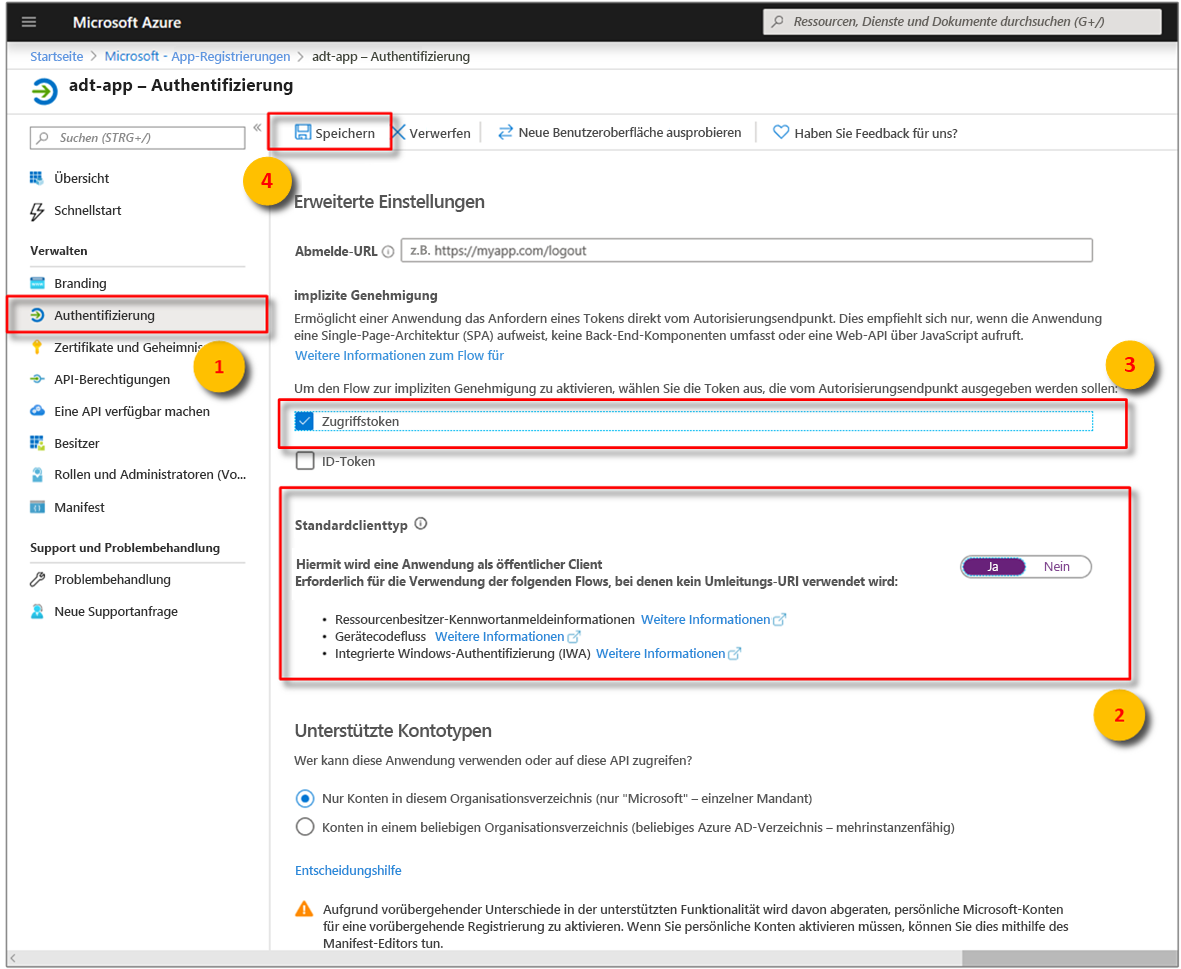 Microsoft Azure
Ressourcen, Dienste und Dokumente durchsuchen (G+/)
Startseite > Microsoft - App-Registrierungen > adt-app – Authentifizierung
adt-app – Authentifizierung
Suchen (STRG+/)
«
Übersicht
Schnellstart
Verwalten
Branding
Authentifizierung
Zertifikate und Geheimnis
1
API-Berechtigungen
Eine API verfügbar machen
Besitzer
Rollen und Administratoren (Vo...
Manifest
Support und Problembehandlung
Problembehandlung
Neue Supportanfrage
Speichern
Verwerfen
Neue Benutzeroberfläche ausprobieren
Haben Sie Feedback für uns?
4
Erweiterte Einstellungen
Abmelde-URL
z.B. https://myapp.com/logout
implizite Genehmigung
Ermöglicht einer Anwendung das Anfordern eines Tokens direkt vom Autorisierungsendpunkt. Dies empfiehlt sich nur, wenn die Anwendung
eine Single-Page-Architektur (SPA) aufweist, keine Back-End-Komponenten umfasst oder eine Web-API über JavaScript aufruft.
Weitere Informationen zum Flow für
3
Um den Flow zur impliziten Genehmigung zu aktivieren, wählen Sie die Token aus, die vom Autorisierungsendpunkt ausgegeben werden sollen:
Zugriffstoken
ID-Token
Standardclienttyp
Hiermit wird eine Anwendung als öffentlicher Client
Erforderlich für die Verwendung der folgenden Flows, bei denen kein Umleitungs-URI verwendet wird:
Ja
Nein
• Ressourcenbesitzer-Kennwortanmeldeinformationen Weitere Informationen
• Gerätecodefluss Weitere Informationen
• Integrierte Windows-Authentifizierung (IWA) Weitere Informationen
2
Unterstützte Kontotypen
Wer kann diese Anwendung verwenden oder auf diese API zugreifen?
Nur Konten in diesem Organisationsverzeichnis (nur "Microsoft" – einzelner Mandant)
Konten in einem beliebigen Organisationsverzeichnis (beliebiges Azure AD-Verzeichnis – mehrinstanzenfähig)
Entscheidungshilfe
Aufgrund vorübergehender Unterschiede in der unterstützten Funktionalität wird davon abgeraten, persönliche Microsoft-Konten
für eine vorübergehende Registrierung zu aktivieren. Wenn Sie persönliche Konten aktivieren müssen, können Sie dies mithilfe des
Manifest-Editors tun.